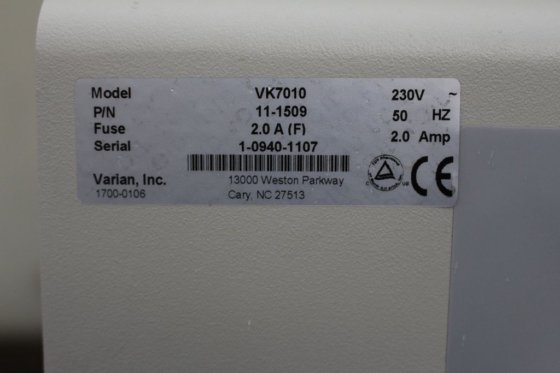 Model VK7010 230V ~
P/N 11-1509 50 HZ
Fuse 2.0 A (F) 2.0 Amp
Serial 1-0940-1107
Varian, Inc. 13000 Weston Parkway
1700-0106 Cary, NC 27513
CE